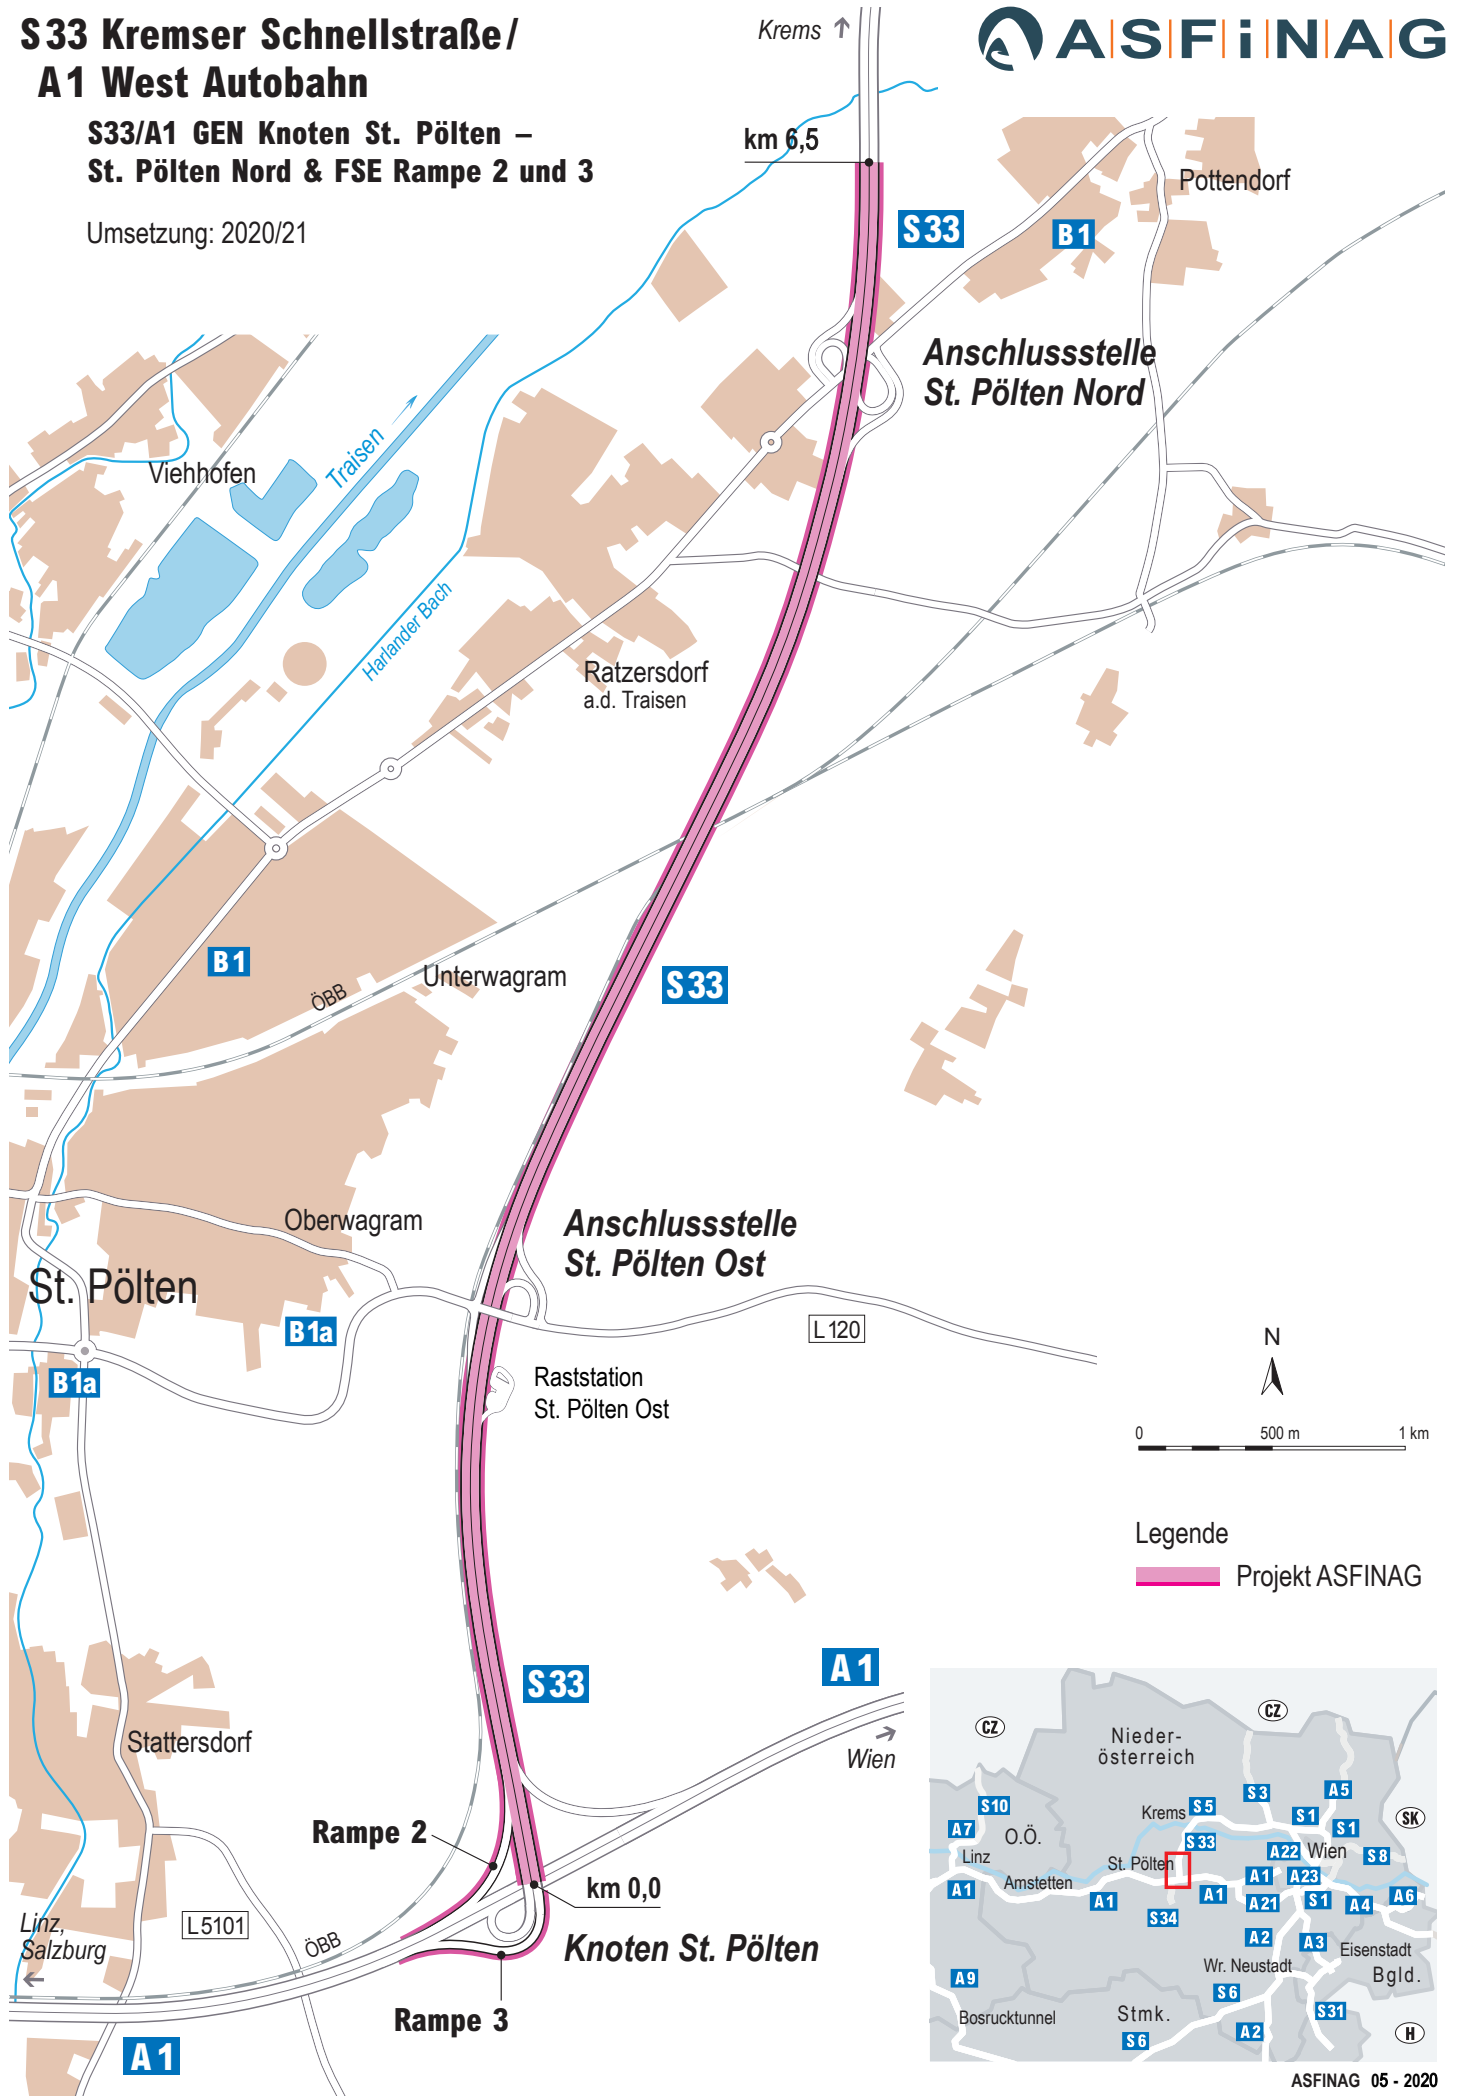 S33 Kremser Schnellstraße/
A1 West Autobahn
S33/A1 GEN Knoten St. Pölten –
St. Pölten Nord & FSE Rampe 2 und 3
Umsetzung: 2020/21
Krems
ASFiNAG
km 6,5
Pottendorf
S33
B1
Anschlussstelle
St. Pölten Nord
Viehhofen
Traisen
Harlander Bach
Ratzersdorf
a.d. Traisen
B1
ÖBB
Unterwagram
S33
Oberwagram
Anschlussstelle
St. Pölten Ost
St. Pölten
B1a
L120
B1a
Raststation
St. Pölten Ost
N
0 500 m 1 km
Legende
Projekt ASFINAG
S33
A1
Wien
Stattersdorf
Rampe 2
km 0,0
Linz,
Salzburg
L5101
ÖBB
Knoten St. Pölten
Rampe 3
A1
CZ
CZ
Nieder-
österreich
S10
Krems
S5
S3
A5
S1
S1
SK
A7
O.Ö.
S33
A22
Wien
S8
Linz
St. Pölten
A1
Amstetten
A1
S34
A1
A1
A23
A21
S1
A4
A6
A2
A3
Eisenstadt
Bgld.
Wr. Neustadt
A9
S6
S31
Bosrucktunnel
Stmk.
S6
A2
H
ASFINAG 05 - 2020